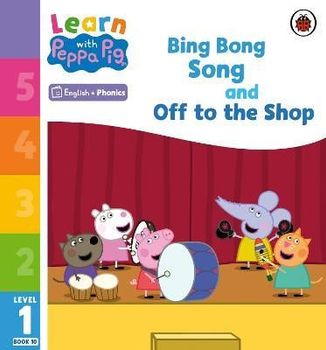 Learn
with
Peppa Pig
English + Phonics
Bing Bong
Song
and
Off to the Shop
5
4
3
2
LEVEL
1
BOOK 10